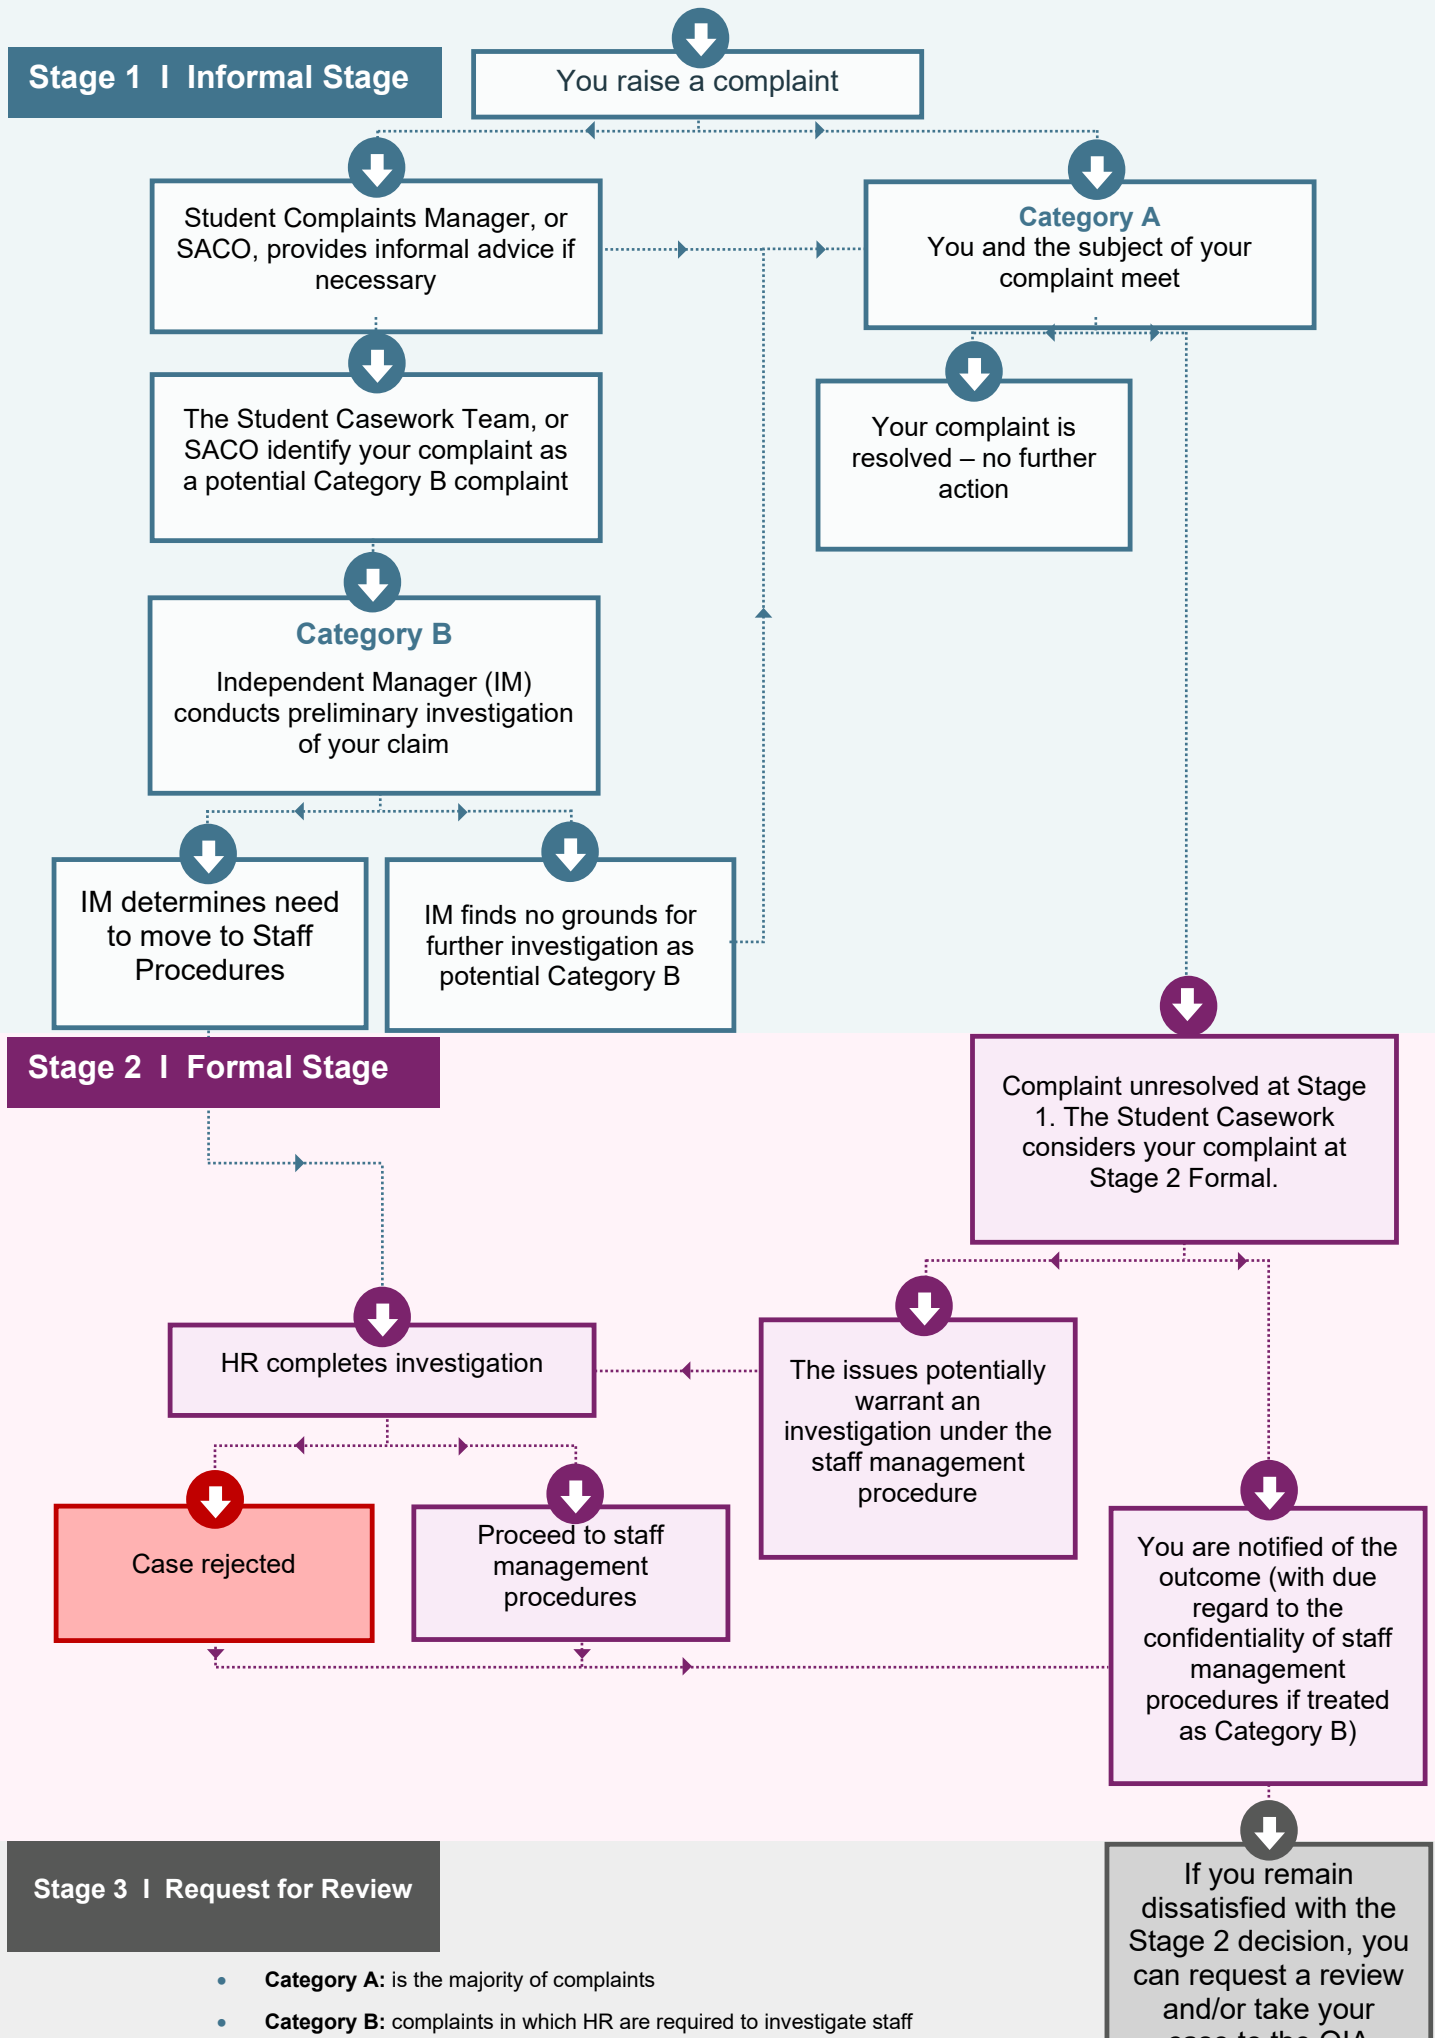 Stage 1 I Informal Stage
You raise a complaint
Student Complaints Manager, or
SACO, provides informal advice if
necessary
Category A
You and the subject of your
complaint meet
The Student Casework Team, or
SACO identify your complaint as
a potential Category B complaint
Your complaint is
resolved – no further
action
Category B
Independent Manager (IM)
conducts preliminary investigation
of your claim
IM determines need
to move to Staff
Procedures
IM finds no grounds for
further investigation as
potential Category B
Stage 2 I Formal Stage
Complaint unresolved at Stage
1. The Student Casework
considers your complaint at
Stage 2 Formal.
HR completes investigation
The issues potentially
warrant an
investigation under the
staff management
procedure
Case rejected
Proceed to staff
management
procedures
You are notified of the
outcome (with due
regard to the
confidentiality of staff
management
procedures if treated
as Category B)
Stage 3 I Request for Review
If you remain
dissatisfied with the
Stage 2 decision, you
can request a review
and/or take your
case to the OIA
• Category A: is the majority of complaints
• Category B: complaints in which HR are required to investigate staff